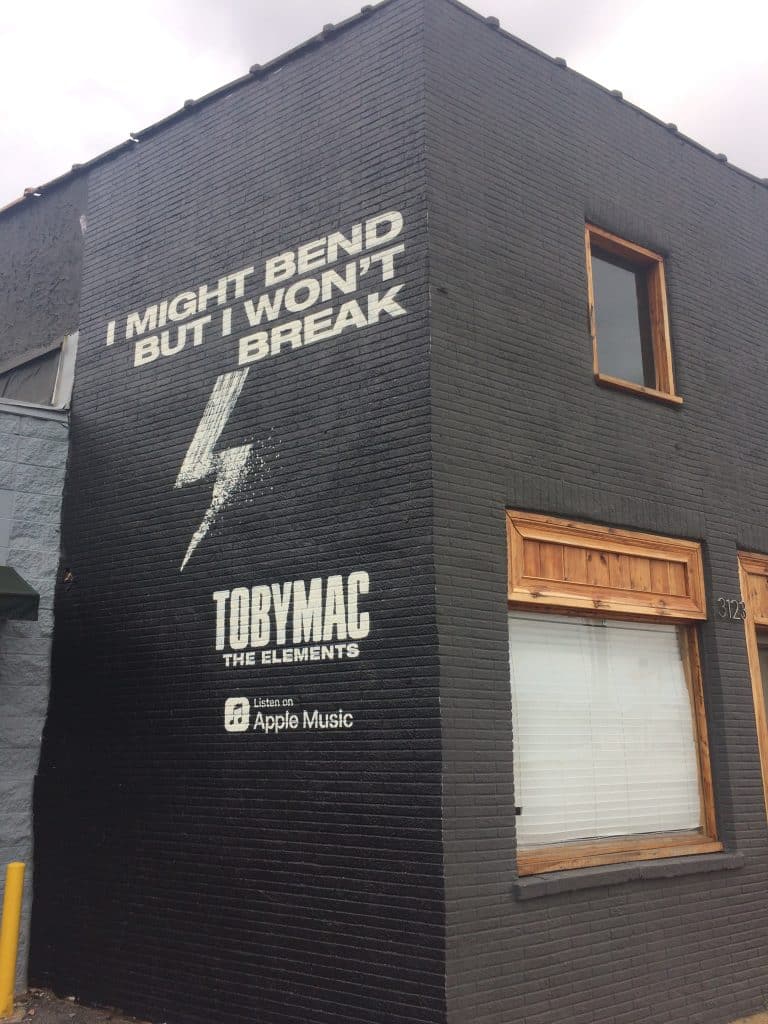 I MIGHT BEND
BUT I WON'T
BREAK
TOBYMAC
THE ELEMENTS
Listen on
Apple Music
3123